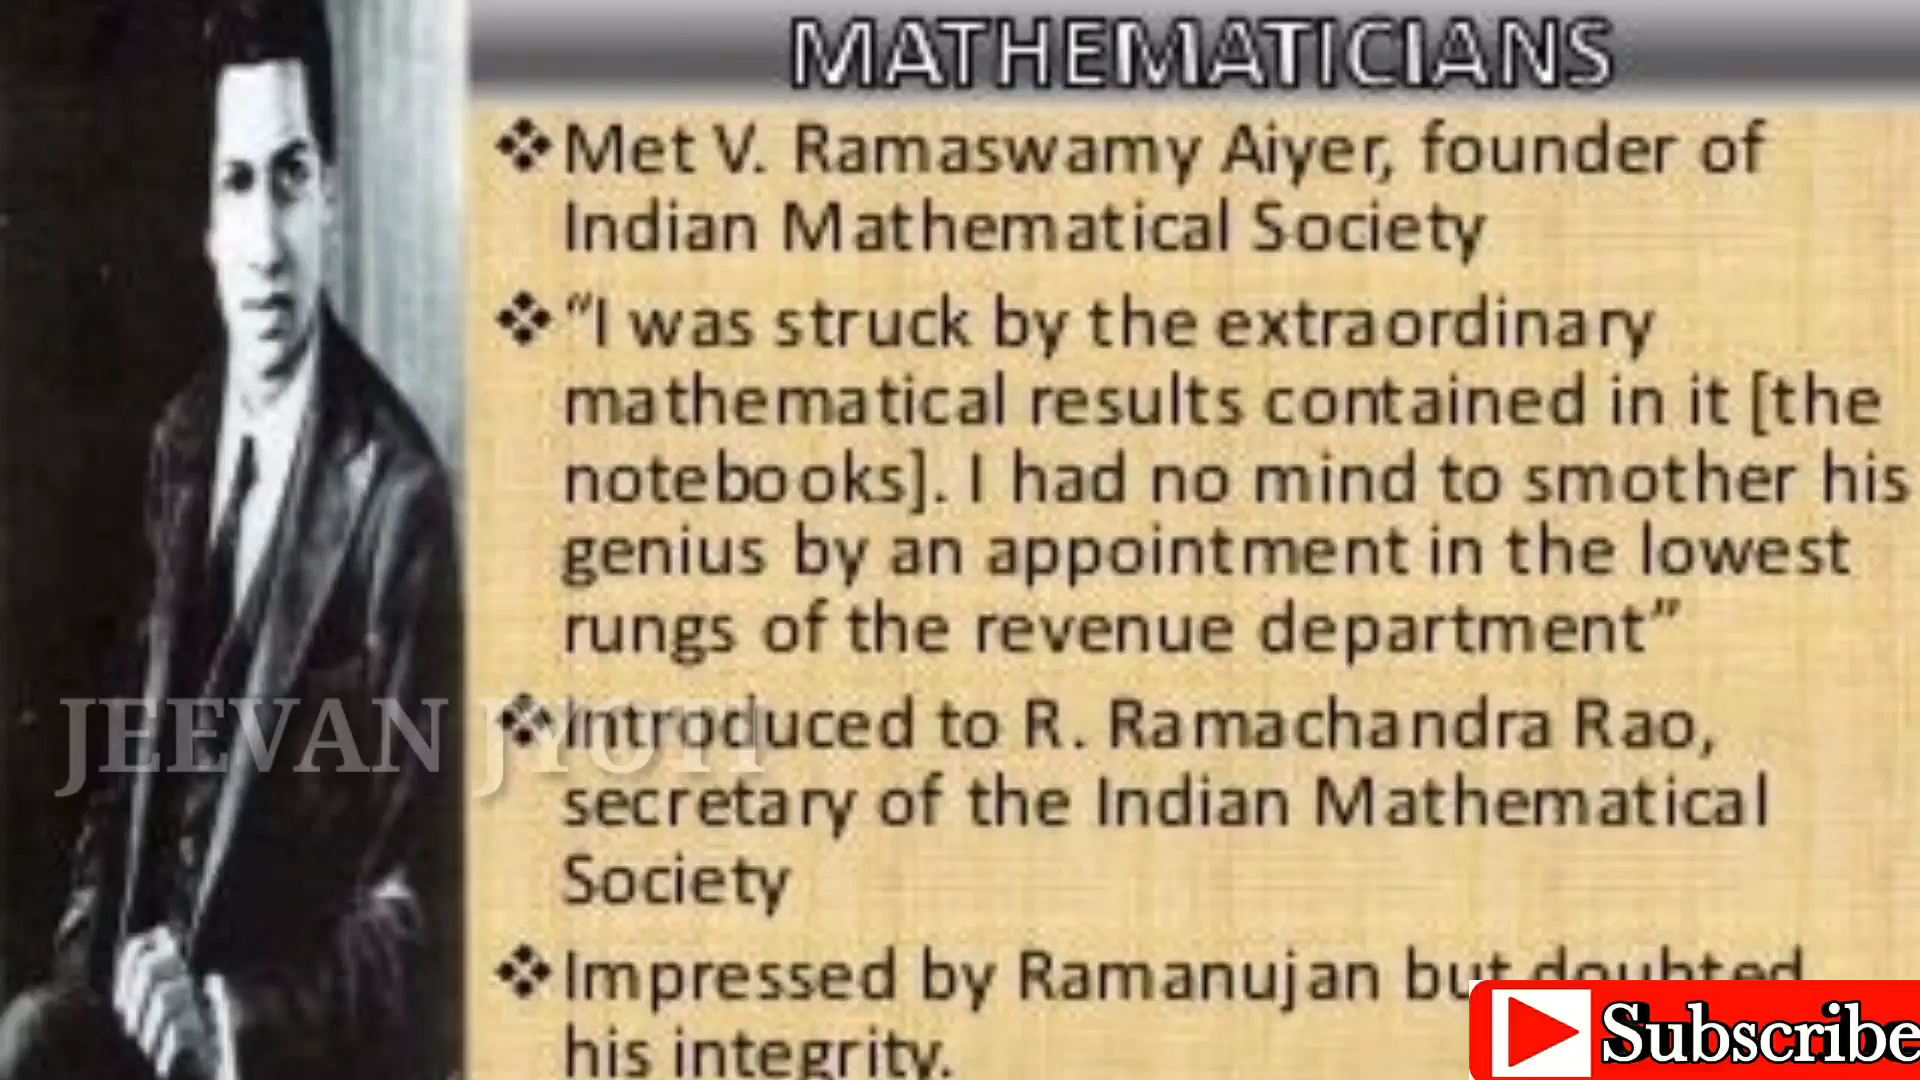 MATHEMATICIANS
❖Met V. Ramaswamy Aiyer, founder of
Indian Mathematical Society
❖“I was struck by the extraordinary
mathematical results contained in it [the
notebooks]. I had no mind to smother his
genius by an appointment in the lowest
rungs of the revenue department”
❖Introduced to R. Ramachandra Rao,
secretary of the Indian Mathematical
Society
❖Impressed by Ramanujan but doubted
his integrity.
JEEVAN JYOTI
Subscribe